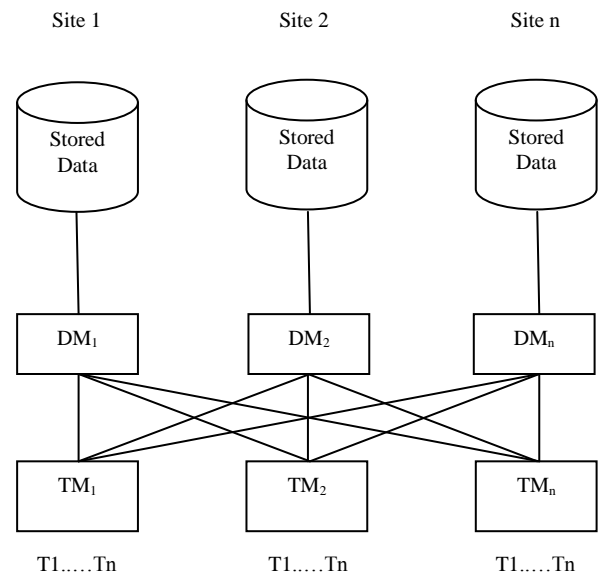 Site 1 Site 2 Site n
Stored Data Stored Data Stored Data
DM₁ DM₂ DMₙ
TM₁ TM₂ TMₙ
T1..…Tn T1..…Tn T1..…Tn